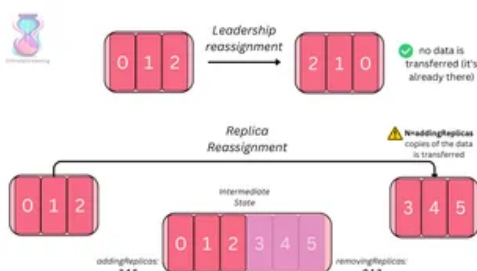 Leadership
reassignment
0 1 2
2 1 0
no data is
transferred (it's
already there)
Replica
Reassignment
N=addingReplicas
copies of the data
is transferred
0 1 2
Intermediate
State
3 4 5
0 1 2 3 4 5
addingReplicas:
removingReplicas: